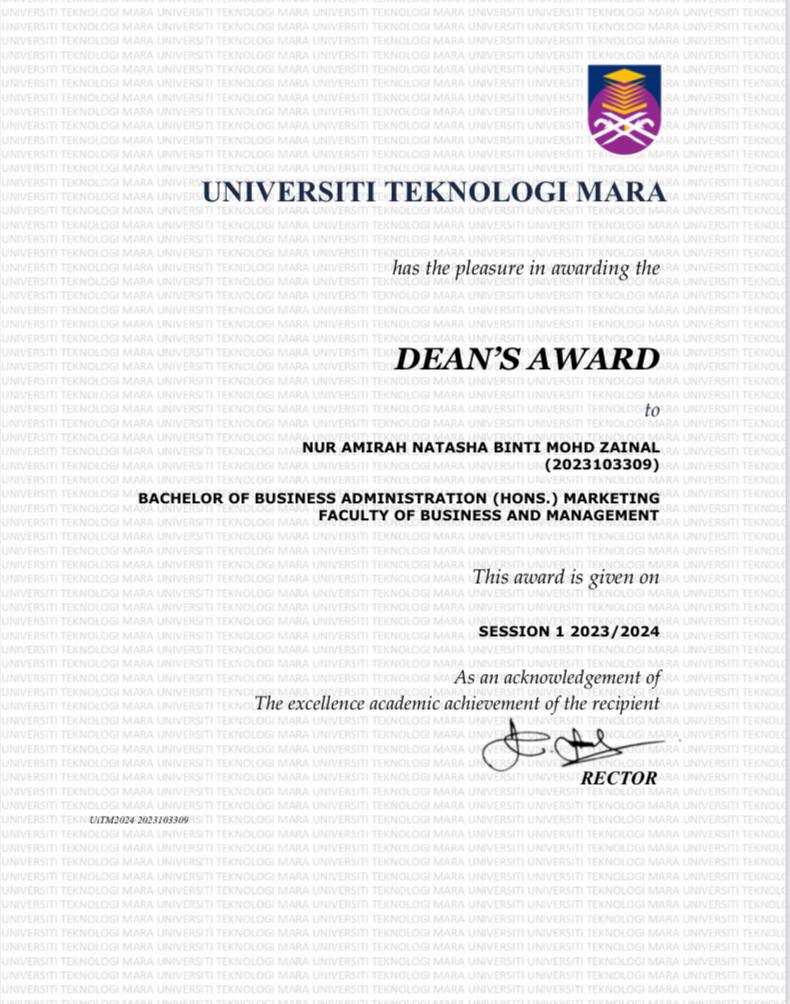 UNIVERSITI TEKNOLOGI MARA
has the pleasure in awarding the
DEAN’S AWARD
to
NUR AMIRAH NATASHA BINTI MOHD ZAINAL
(2023103309)
BACHELOR OF BUSINESS ADMINISTRATION (HONS.) MARKETING
FACULTY OF BUSINESS AND MANAGEMENT
This award is given on
SESSION 1 2023/2024
As an acknowledgement of
The excellence academic achievement of the recipient
RECTOR
UiTM2024 2023103309